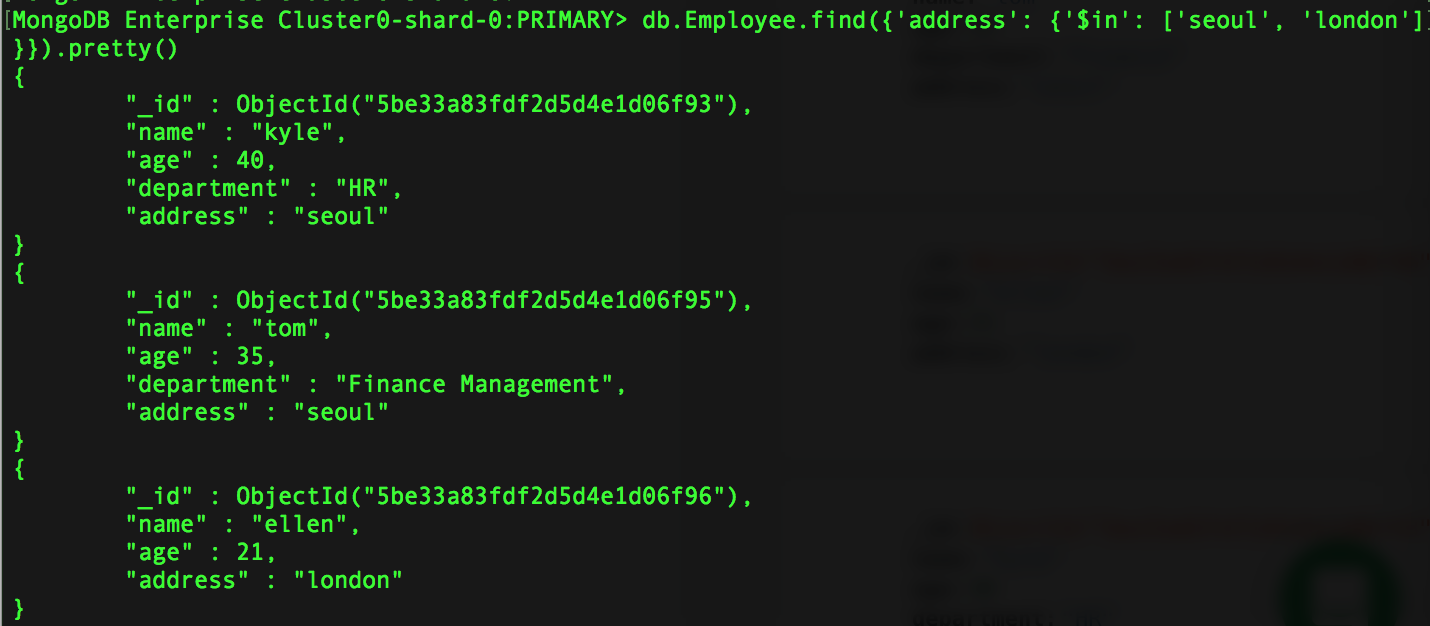 [MongoDB Enterprise Cluster0-shard-0:PRIMARY> db.Employee.find({'address': {'$in': ['seoul', 'london']
}}).pretty()
{
"_id" : ObjectId("5be33a83fdf2d5d4e1d06f93"),
"name" : "kyle",
"age" : 40,
"department" : "HR",
"address" : "seoul"
}
{
"_id" : ObjectId("5be33a83fdf2d5d4e1d06f95"),
"name" : "tom",
"age" : 35,
"department" : "Finance Management",
"address" : "seoul"
}
{
"_id" : ObjectId("5be33a83fdf2d5d4e1d06f96"),
"name" : "ellen",
"age" : 21,
"address" : "london"
}